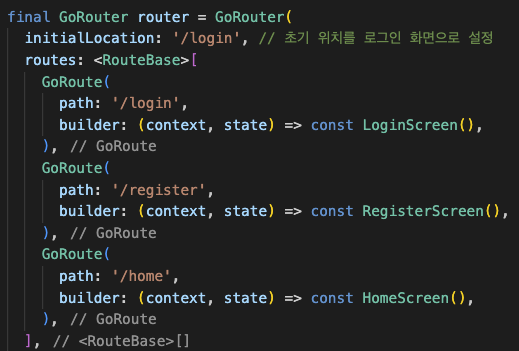 final GoRouter router = GoRouter(
  initialLocation: '/login', // 초기 위치를 로그인 화면으로 설정
  routes: <RouteBase>[
    GoRoute(
      path: '/login',
      builder: (context, state) => const LoginScreen(),
    ), // GoRoute
    GoRoute(
      path: '/register',
      builder: (context, state) => const RegisterScreen(),
    ), // GoRoute
    GoRoute(
      path: '/home',
      builder: (context, state) => const HomeScreen(),
    ), // GoRoute
  ], // <RouteBase>[]